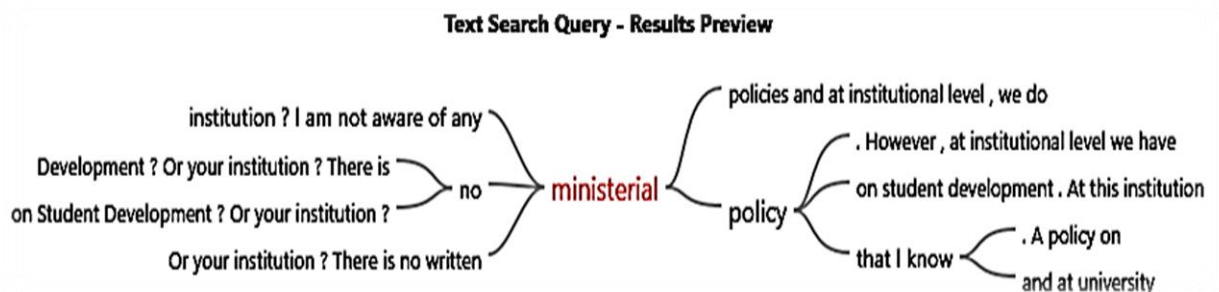 Text Search Query - Results Preview
institution ? I am not aware of any
Development ? Or your institution ? There is
on Student Development ? Or your institution ?
no
Or your institution ? There is no written
ministerial
policies and at institutional level , we do
policy
. However , at institutional level we have
on student development . At this institution
that I know
. A policy on
and at university